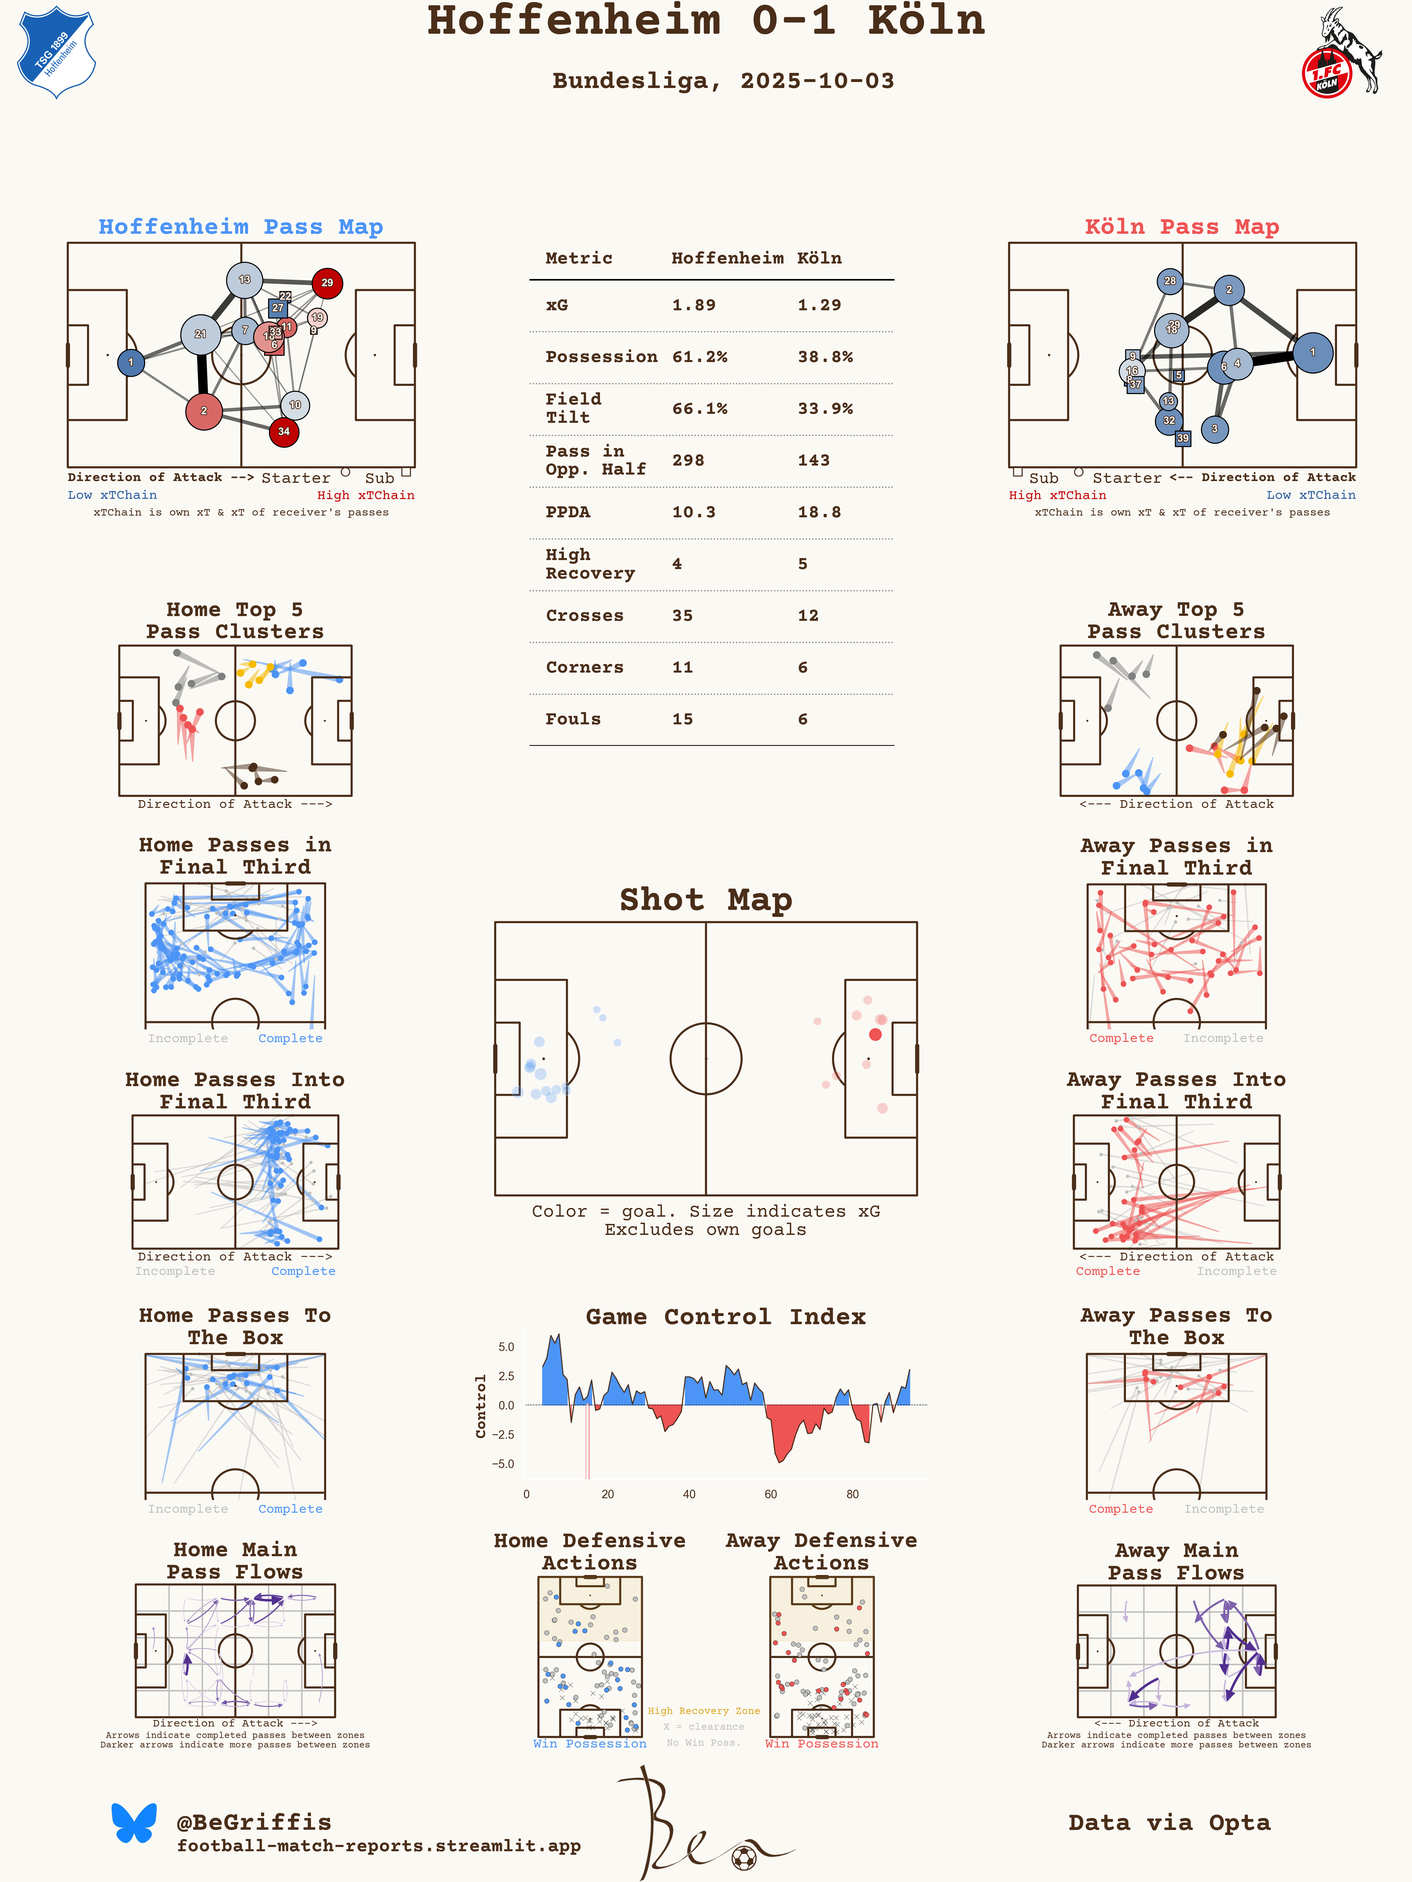 Hoffenheim 0-1 Köln
Bundesliga, 2025-10-03
TSG 1899
Hoffenheim
1.FC
KÖLN
Hoffenheim Pass Map
13
29
22
27
19
9
11
7
33
6
21
1
2
10
34
Direction of Attack --> Starter Sub
Low xTChain High xTChain
xTChain is own xT & xT of receiver's passes
Metric Hoffenheim Köln
xG 1.89 1.29
Possession 61.2% 38.8%
Field
Tilt 66.1% 33.9%
Pass in
Opp. Half 298 143
PPDA 10.3 18.8
High
Recovery 4 5
Crosses 35 12
Corners 11 6
Fouls 15 6
Köln Pass Map
28
2
29
18
9
16
8
37
5
6
4
1
13
32
3
39
Sub Starter <-- Direction of Attack
High xTChain Low xTChain
xTChain is own xT & xT of receiver's passes
Home Top 5
Pass Clusters
Direction of Attack --->
Away Top 5
Pass Clusters
<--- Direction of Attack
Home Passes in
Final Third
Incomplete Complete
Away Passes in
Final Third
Complete Incomplete
Shot Map
Color = goal. Size indicates xG
Excludes own goals
Home Passes Into
Final Third
Direction of Attack --->
Incomplete Complete
Away Passes Into
Final Third
<--- Direction of Attack
Complete Incomplete
Home Passes To
The Box
Incomplete Complete
Game Control Index
Control
5.0
2.5
0.0
−2.5
−5.0
0 20 40 60 80
Away Passes To
The Box
Complete Incomplete
Home Main
Pass Flows
Direction of Attack --->
Arrows indicate completed passes between zones
Darker arrows indicate more passes between zones
Home Defensive
Actions
Win Possession
Away Defensive
Actions
Win Possession
High Recovery Zone
X = clearance
No Win Poss.
Away Main
Pass Flows
<--- Direction of Attack
Arrows indicate completed passes between zones
Darker arrows indicate more passes between zones
@BeGriffis
football-match-reports.streamlit.app
Ben
Data via Opta